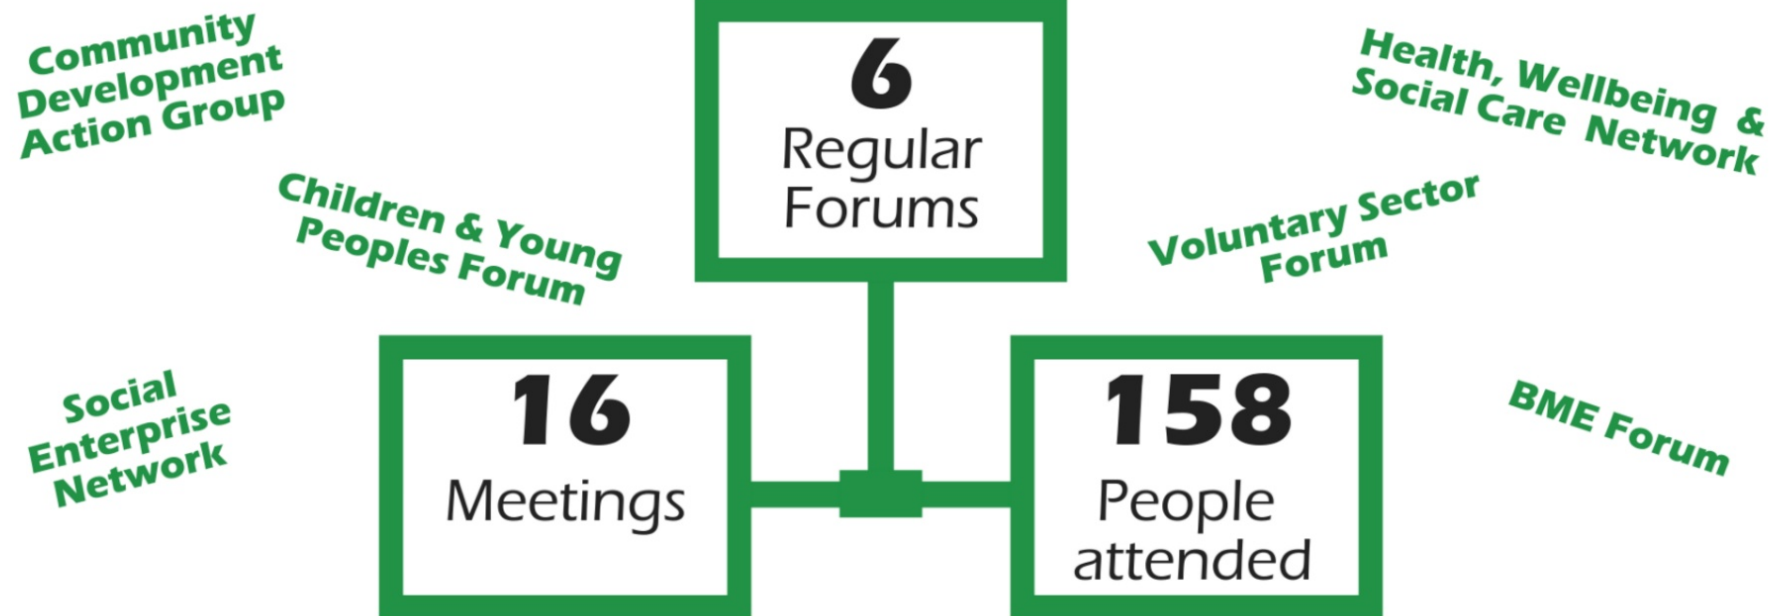 Community
Development
Action Group
Children & Young
Peoples Forum
Social
Enterprise
Network
6
Regular
Forums
16
Meetings
158
People
attended
Health, Wellbeing &
Social Care Network
Voluntary Sector
Forum
BME Forum